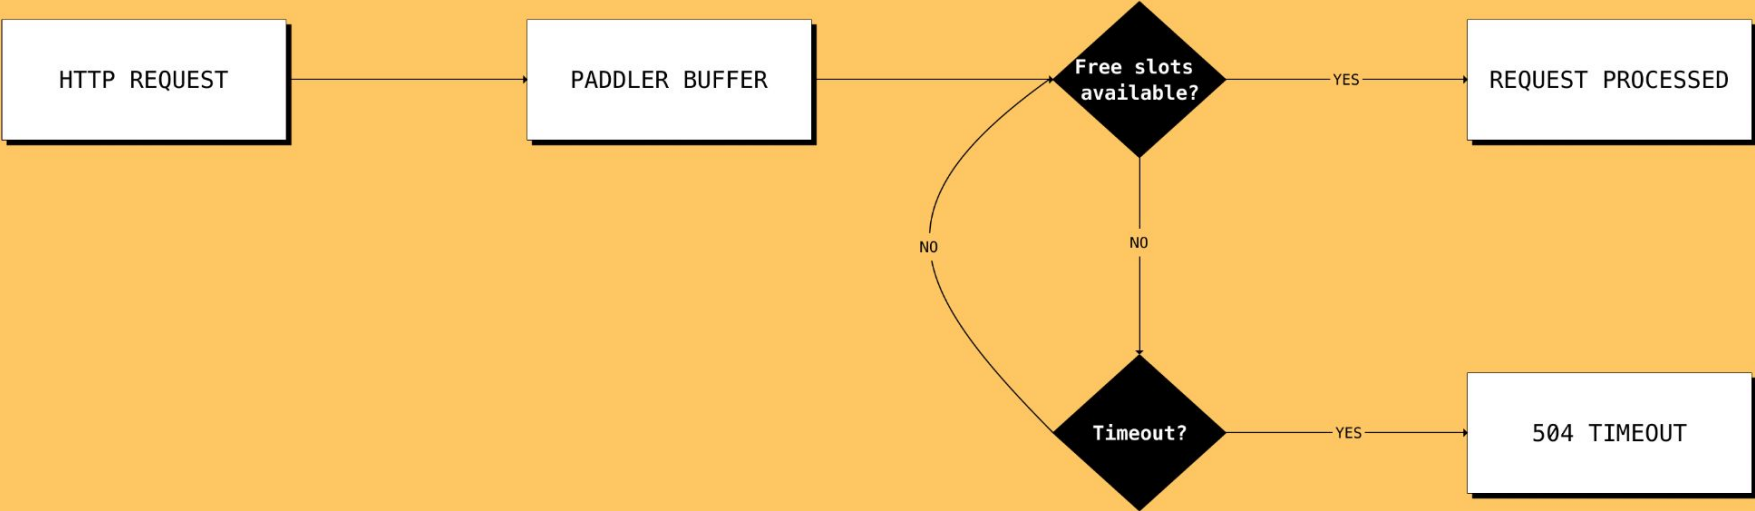 HTTP REQUEST
PADDLER BUFFER
Free slots
available?
YES
REQUEST PROCESSED
NO
NO
Timeout?
YES
504 TIMEOUT